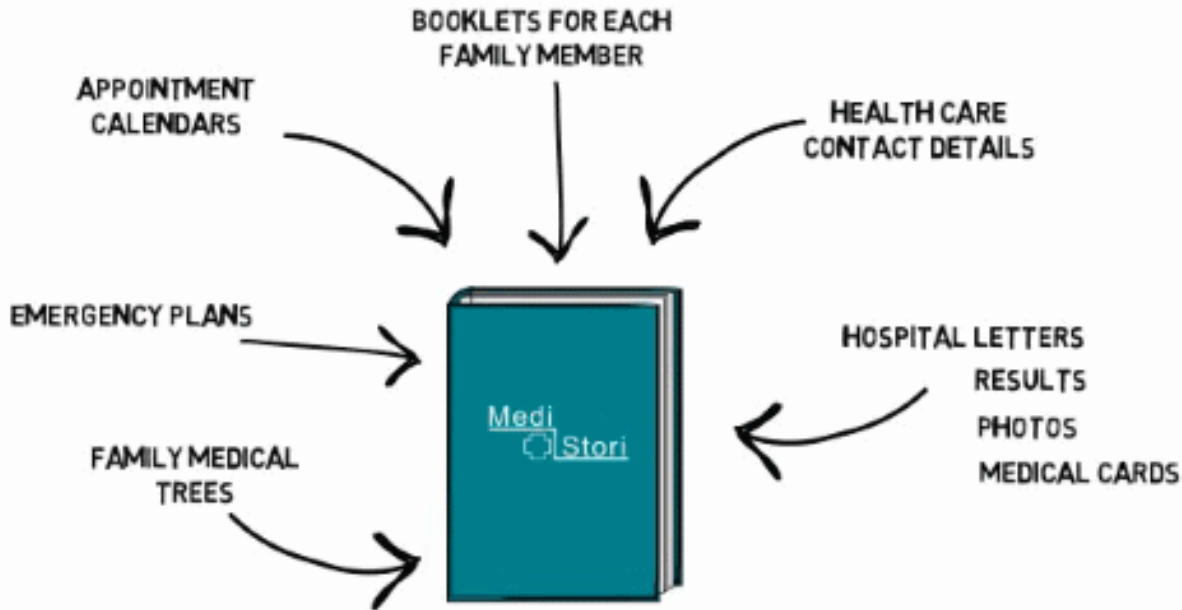 BOOKLETS FOR EACH
FAMILY MEMBER
APPOINTMENT
CALENDARS
HEALTH CARE
CONTACT DETAILS
EMERGENCY PLANS
HOSPITAL LETTERS
RESULTS
PHOTOS
MEDICAL CARDS
FAMILY MEDICAL
TREES
Medi
Stori